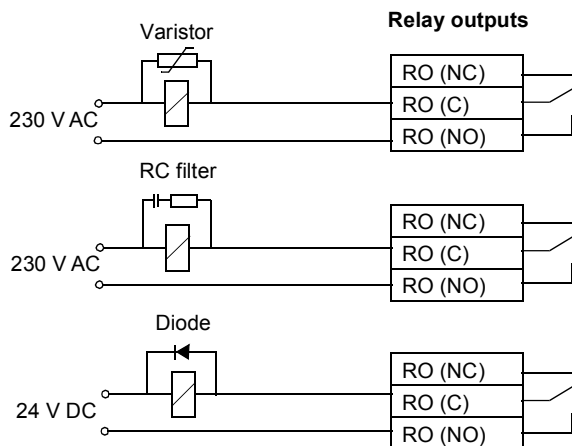 Relay outputs
Varistor
230 V AC
RO (NC)
RO (C)
RO (NO)
RC filter
230 V AC
RO (NC)
RO (C)
RO (NO)
Diode
24 V DC
RO (NC)
RO (C)
RO (NO)